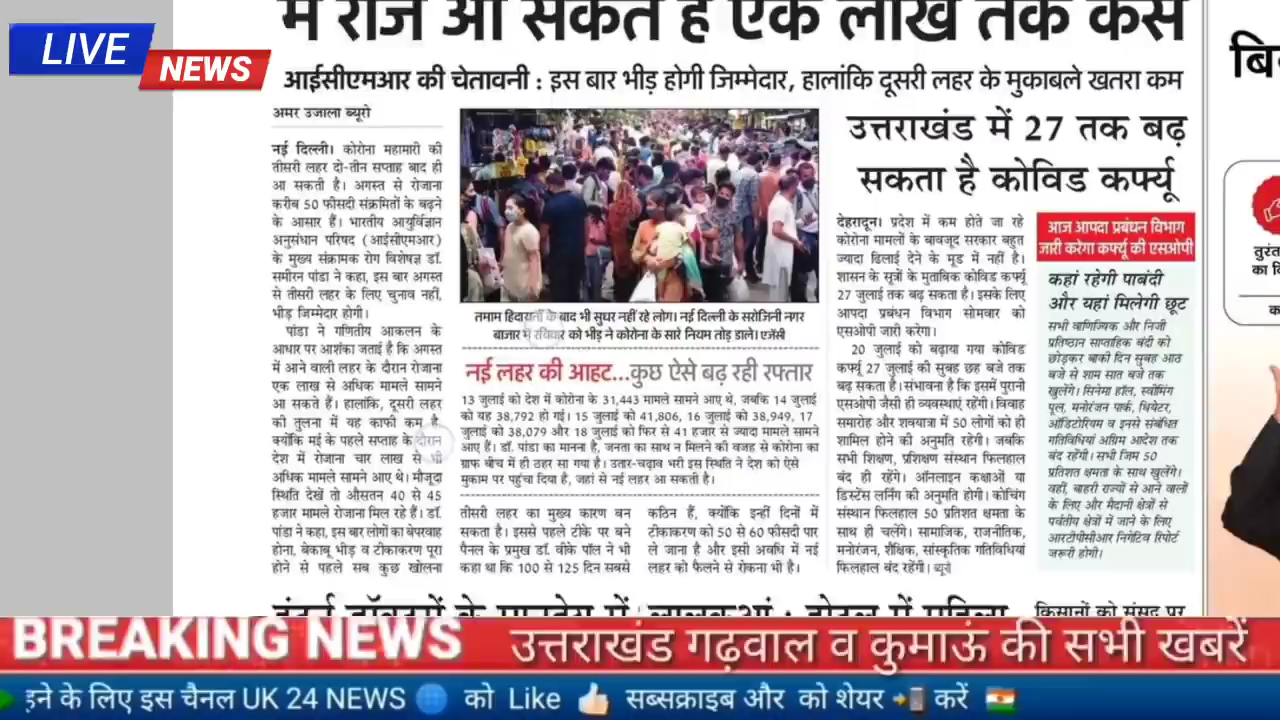 LIVE
NEWS
में रोज आ सकते हैं एक लाख तक केस
आईसीएमआर की चेतावनी : इस बार भीड़ होगी जिम्मेदार, हालांकि दूसरी लहर के मुकाबले खतरा कम
अमर उजाला ब्यूरो
नई दिल्ली। कोरोना महामारी की
तीसरी लहर दो-तीन सप्ताह बाद ही
आ सकती है। अगस्त से रोजाना
करीब 50 फीसदी संक्रमितों के बढ़ने
के आसार हैं। भारतीय आयुर्विज्ञान
अनुसंधान परिषद (आईसीएमआर)
के मुख्य संक्रामक रोग विशेषज्ञ डॉ.
समीरन पांडा ने कहा, इस बार अगस्त
से तीसरी लहर के लिए चुनाव नहीं,
भीड़ जिम्मेदार होगी।
पांडा ने गणितीय आकलन के
आधार पर आशंका जताई है कि अगस्त
में आने वाली लहर के दौरान रोजाना
एक लाख से अधिक मामले सामने
आ सकते हैं। हालांकि, दूसरी लहर
की तुलना में यह काफी कम है,
क्योंकि मई के पहले सप्ताह के दौरान
देश में रोजाना चार लाख से भी
अधिक मामले सामने आए थे। मौजूदा
स्थिति देखें तो औसतन 40 से 45
हजार मामले रोजाना मिल रहे हैं। डॉ.
पांडा ने कहा, इस बार लोगों का बेपरवाह
होना, बेकाबू भीड़ व टीकाकरण पूरा
होने से पहले सब कुछ खोलना
तमाम हिदायतों के बाद भी सुधर नहीं रहे लोग। नई दिल्ली के सरोजिनी नगर
बाजार में रविवार को भीड़ ने कोरोना के सारे नियम तोड़ डाले। एजेंसी
नई लहर की आहट...कुछ ऐसे बढ़ रही रफ्तार
13 जुलाई को देश में कोरोना के 31,443 मामले सामने आए थे, जबकि 14 जुलाई
को यह 38,792 हो गई। 15 जुलाई को 41,806, 16 जुलाई को 38,949, 17
जुलाई को 38,079 और 18 जुलाई को फिर से 41 हजार से ज्यादा मामले सामने
आए हैं। डॉ. पांडा का मानना है, जनता का साथ न मिलने की वजह से कोरोना का
ग्राफ बीच में ही ठहर सा गया है। उतार-चढ़ाव भरी इस स्थिति ने देश को ऐसे
मुकाम पर पहुंचा दिया है, जहां से नई लहर आ सकती है।
तीसरी लहर का मुख्य कारण बन
सकता है। इससे पहले टीके पर बने
पैनल के प्रमुख डॉ. वीके पॉल ने भी
कहा था कि 100 से 125 दिन सबसे
कठिन हैं, क्योंकि इन्हीं दिनों में
टीकाकरण को 50 से 60 फीसदी पार
ले जाना है और इसी अवधि में नई
लहर को फैलने से रोकना भी है।
उत्तराखंड में 27 तक बढ़
सकता है कोविड कर्फ्यू
देहरादून। प्रदेश में कम होते जा रहे
कोरोना मामलों के बावजूद सरकार बहुत
ज्यादा ढिलाई देने के मूड में नहीं है।
शासन के सूत्रों के मुताबिक कोविड कर्फ्यू
27 जुलाई तक बढ़ सकता है। इसके लिए
आपदा प्रबंधन विभाग सोमवार को
एसओपी जारी करेगा।
20 जुलाई को बढ़ाया गया कोविड
कर्फ्यू 27 जुलाई की सुबह छह बजे तक
बढ़ सकता है। संभावना है कि इसमें पुरानी
एसओपी जैसी ही व्यवस्थाएं रहेंगी। विवाह
समारोह और शवयात्रा में 50 लोगों को ही
शामिल होने की अनुमति रहेगी। जबकि
सभी शिक्षण, प्रशिक्षण संस्थान फिलहाल
बंद ही रहेंगे। ऑनलाइन कक्षाओं या
डिस्टेंस लर्निंग की अनुमति होगी। कोचिंग
संस्थान फिलहाल 50 प्रतिशत क्षमता के
साथ ही चलेंगे। सामाजिक, राजनीतिक,
मनोरंजन, शैक्षिक, सांस्कृतिक गतिविधियां
फिलहाल बंद रहेंगी। ब्यूरो
आज आपदा प्रबंधन विभाग
जारी करेगा कर्फ्यू की एसओपी
कहां रहेगी पाबंदी
और यहां मिलेगी छूट
सभी वाणिज्यिक और निजी
प्रतिष्ठान साप्ताहिक बंदी को
छोड़कर बाकी दिन सुबह आठ
बजे से शाम सात बजे तक
खुलेंगे। सिनेमा हॉल, स्वीमिंग
पूल, मनोरंजन पार्क, थियेटर,
ऑडिटोरियम व इनसे संबंधित
गतिविधियां अग्रिम आदेश तक
बंद रहेंगी। सभी जिम 50
प्रतिशत क्षमता के साथ खुलेंगे।
वहीं, बाहरी राज्यों से आने वालों
के लिए और मैदानी क्षेत्रों से
पर्वतीय क्षेत्रों में जाने के लिए
आरटीपीसीआर निगेटिव रिपोर्ट
जरूरी होगी।
किसानों को संसद पर
BREAKING NEWS उत्तराखंड गढ़वाल व कुमाऊं की सभी खबरें
ड़ने के लिए इस चैनल UK 24 NEWS 🌐 को Like 👍 सब्सक्राइब और को शेयर 📲 करें 🇮🇳